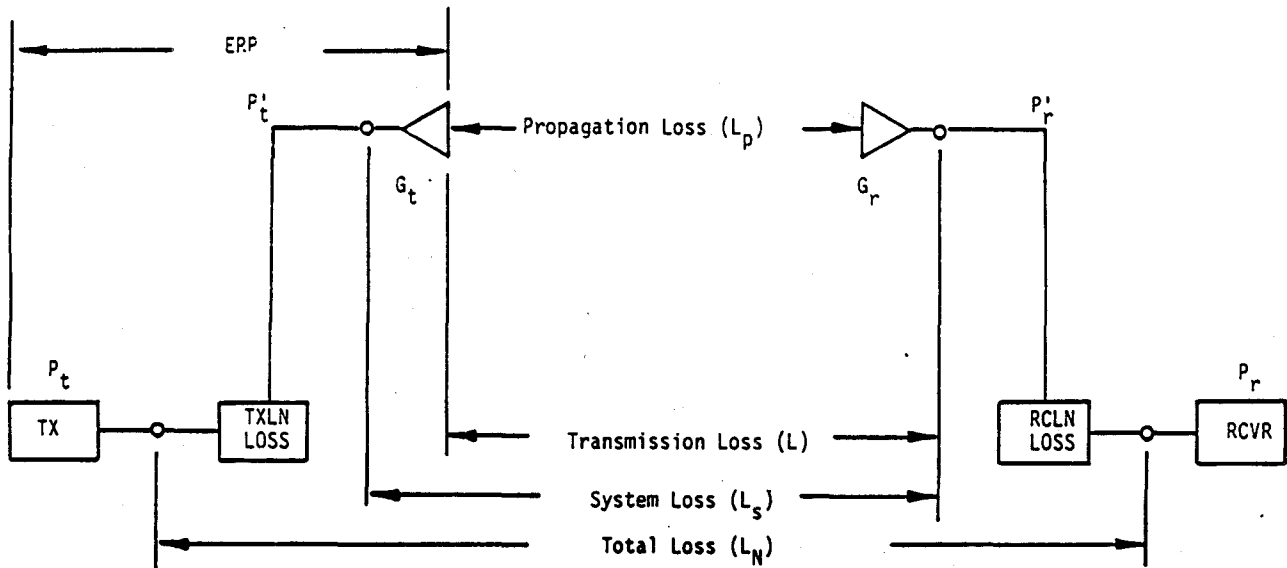 ERP
P't
P'r
Propagation Loss (Lp)
Gt
Gr
Pt
Pr
TX
TXLN
LOSS
RCLN
LOSS
RCVR
Transmission Loss (L)
System Loss (Ls)
Total Loss (LN)